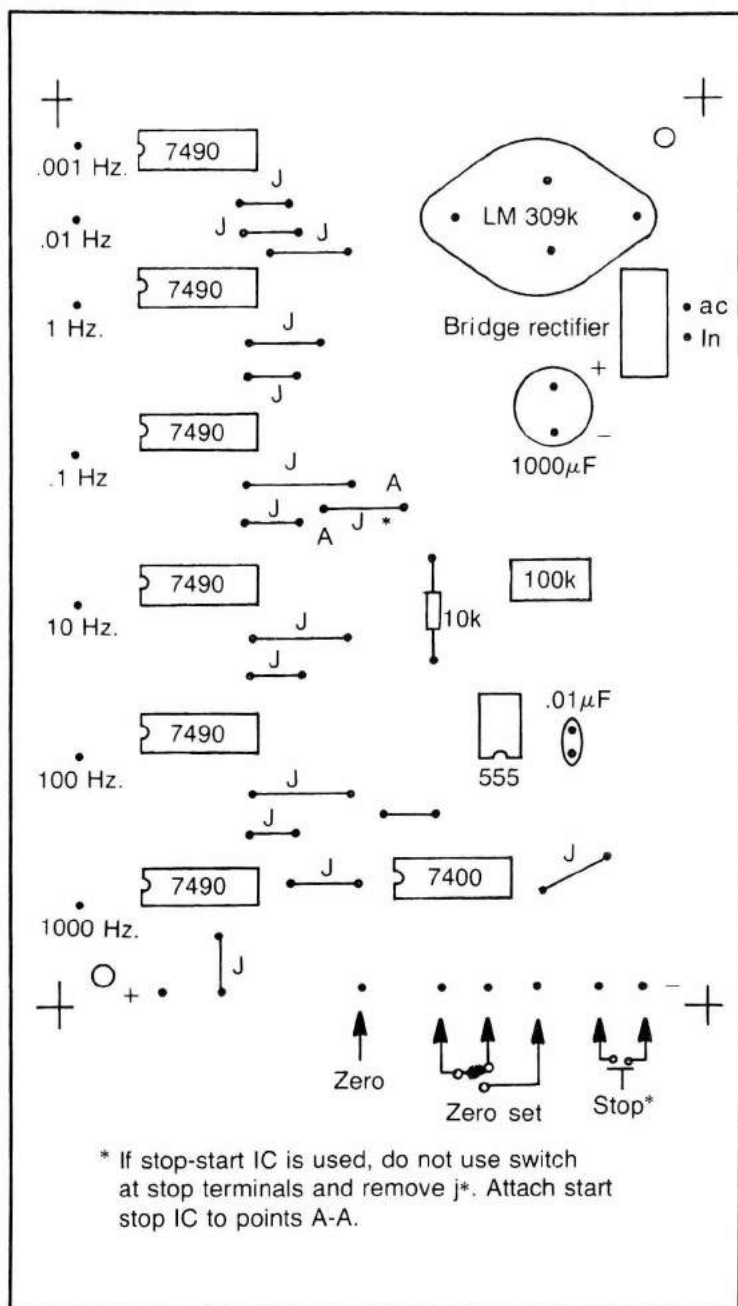 7490
.001 Hz.
J
LM 309k
.01 Hz
J
J
7490
ac
1 Hz.
Bridge rectifier
In
J
+
J
7490
−
.1 Hz
1000µF
J
A
J
J *
A
7490
100k
10 Hz.
10k
J
J
.01µF
7490
100 Hz.
555
J
J
7490
J
7400
J
1000 Hz.
J
+
−
Zero
Zero set
Stop*
* If stop-start IC is used, do not use switch
at stop terminals and remove j*. Attach start
stop IC to points A-A.